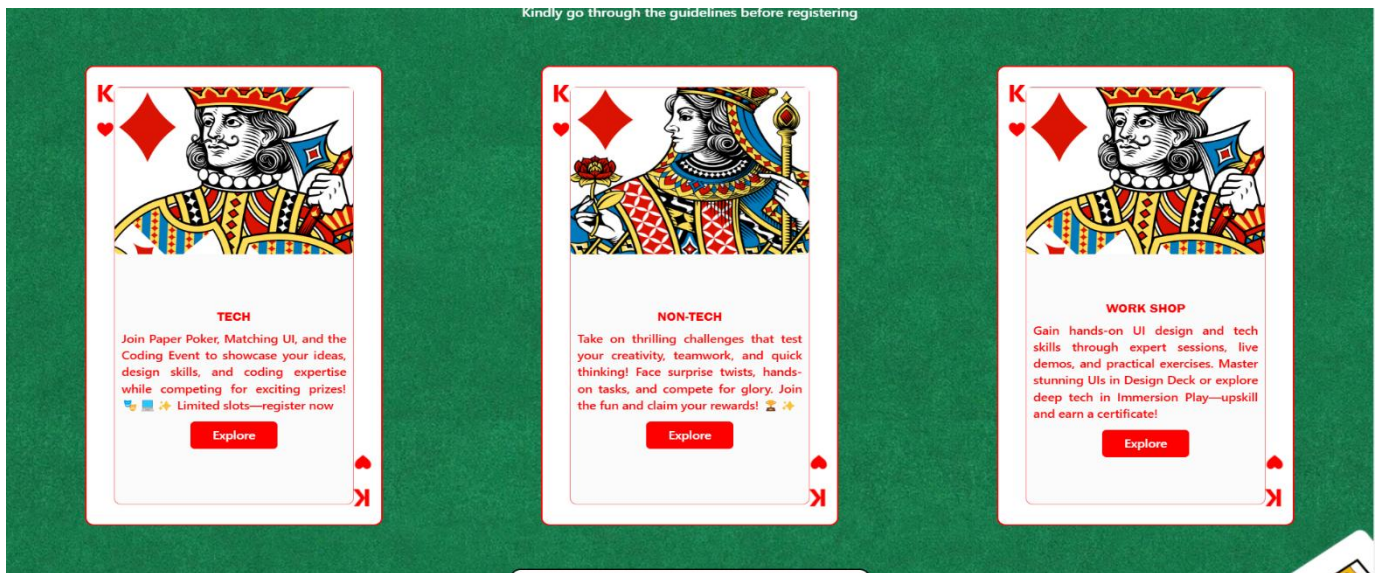 Kindly go through the guidelines before registering
K
TECH
Join Paper Poker, Matching UI, and the
Coding Event to showcase your ideas,
design skills, and coding expertise
while competing for exciting prizes!
🎭 💻 ✨ Limited slots—register now
Explore
K
K
NON-TECH
Take on thrilling challenges that test
your creativity, teamwork, and quick
thinking! Face surprise twists, hands-
on tasks, and compete for glory. Join
the fun and claim your rewards! 🏆 ✨
Explore
K
K
WORK SHOP
Gain hands-on UI design and tech
skills through expert sessions, live
demos, and practical exercises. Master
stunning UIs in Design Deck or explore
deep tech in Immersion Play—upskill
and earn a certificate!
Explore
K